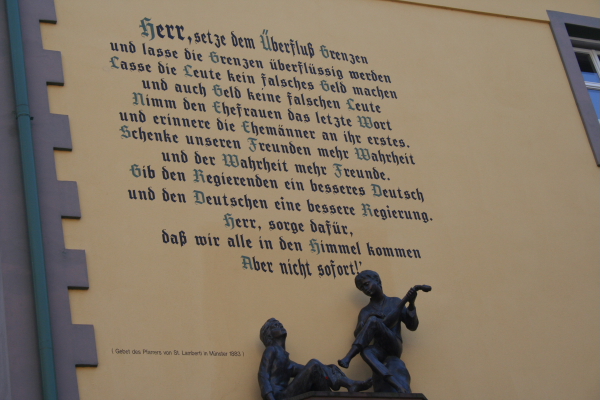 Herr, setze dem Überfluß Grenzen
und lasse die Grenzen überflüssig werden
Lasse die Leute kein falsches Geld machen
und auch Geld keine falschen Leute
Nimm den Ehefrauen das letzte Wort
und erinnere die Ehemänner an ihr erstes.
Schenke unseren Freunden mehr Wahrheit
und der Wahrheit mehr Freunde.
Gib den Regierenden ein besseres Deutsch
und den Deutschen eine bessere Regierung.
Herr, sorge dafür,
daß wir alle in den Himmel kommen
Aber nicht sofort!
( Gebet des Pfarrers von St. Lamberti in Münster 1883. )